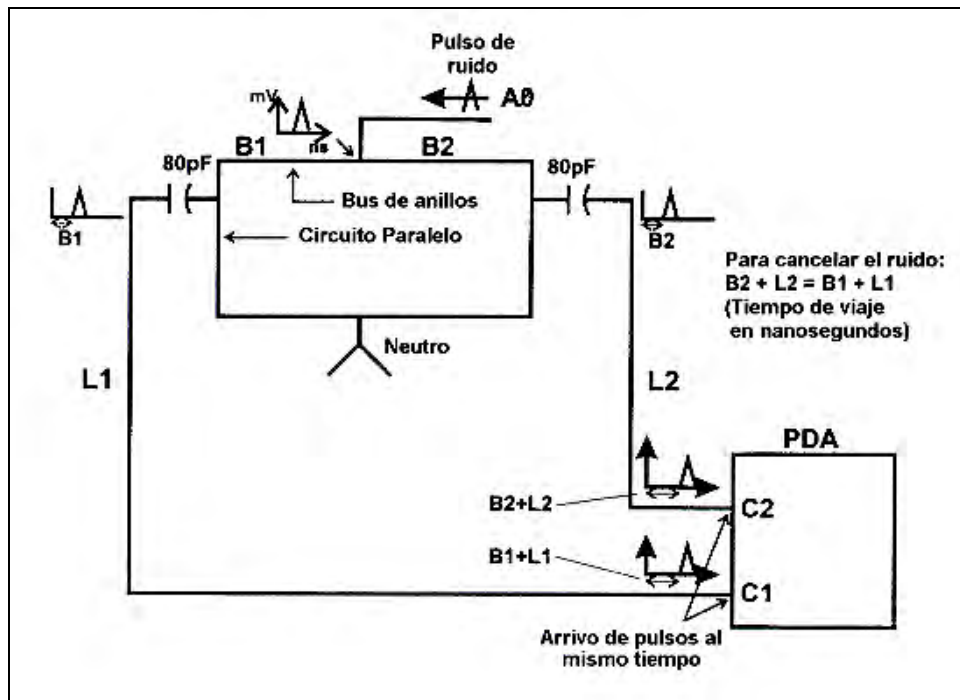 Pulso de
ruido
mV
AØ
ns
B1
B2
80pF
80pF
Bus de anillos
B1
B2
Circuito Paralelo
Para cancelar el ruido:
B2 + L2 = B1 + L1
(Tiempo de viaje
en nanosegundos)
Neutro
L1
L2
PDA
B2+L2
C2
B1+L1
C1
Arrivo de pulsos al
mismo tiempo